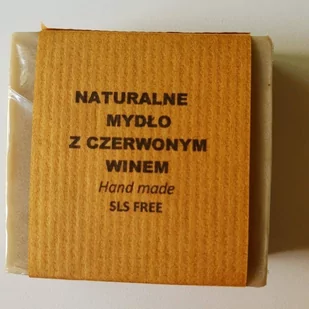 NATURALNE
MYDŁO
Z CZERWONYM
WINEM
Hand made
SLS FREE